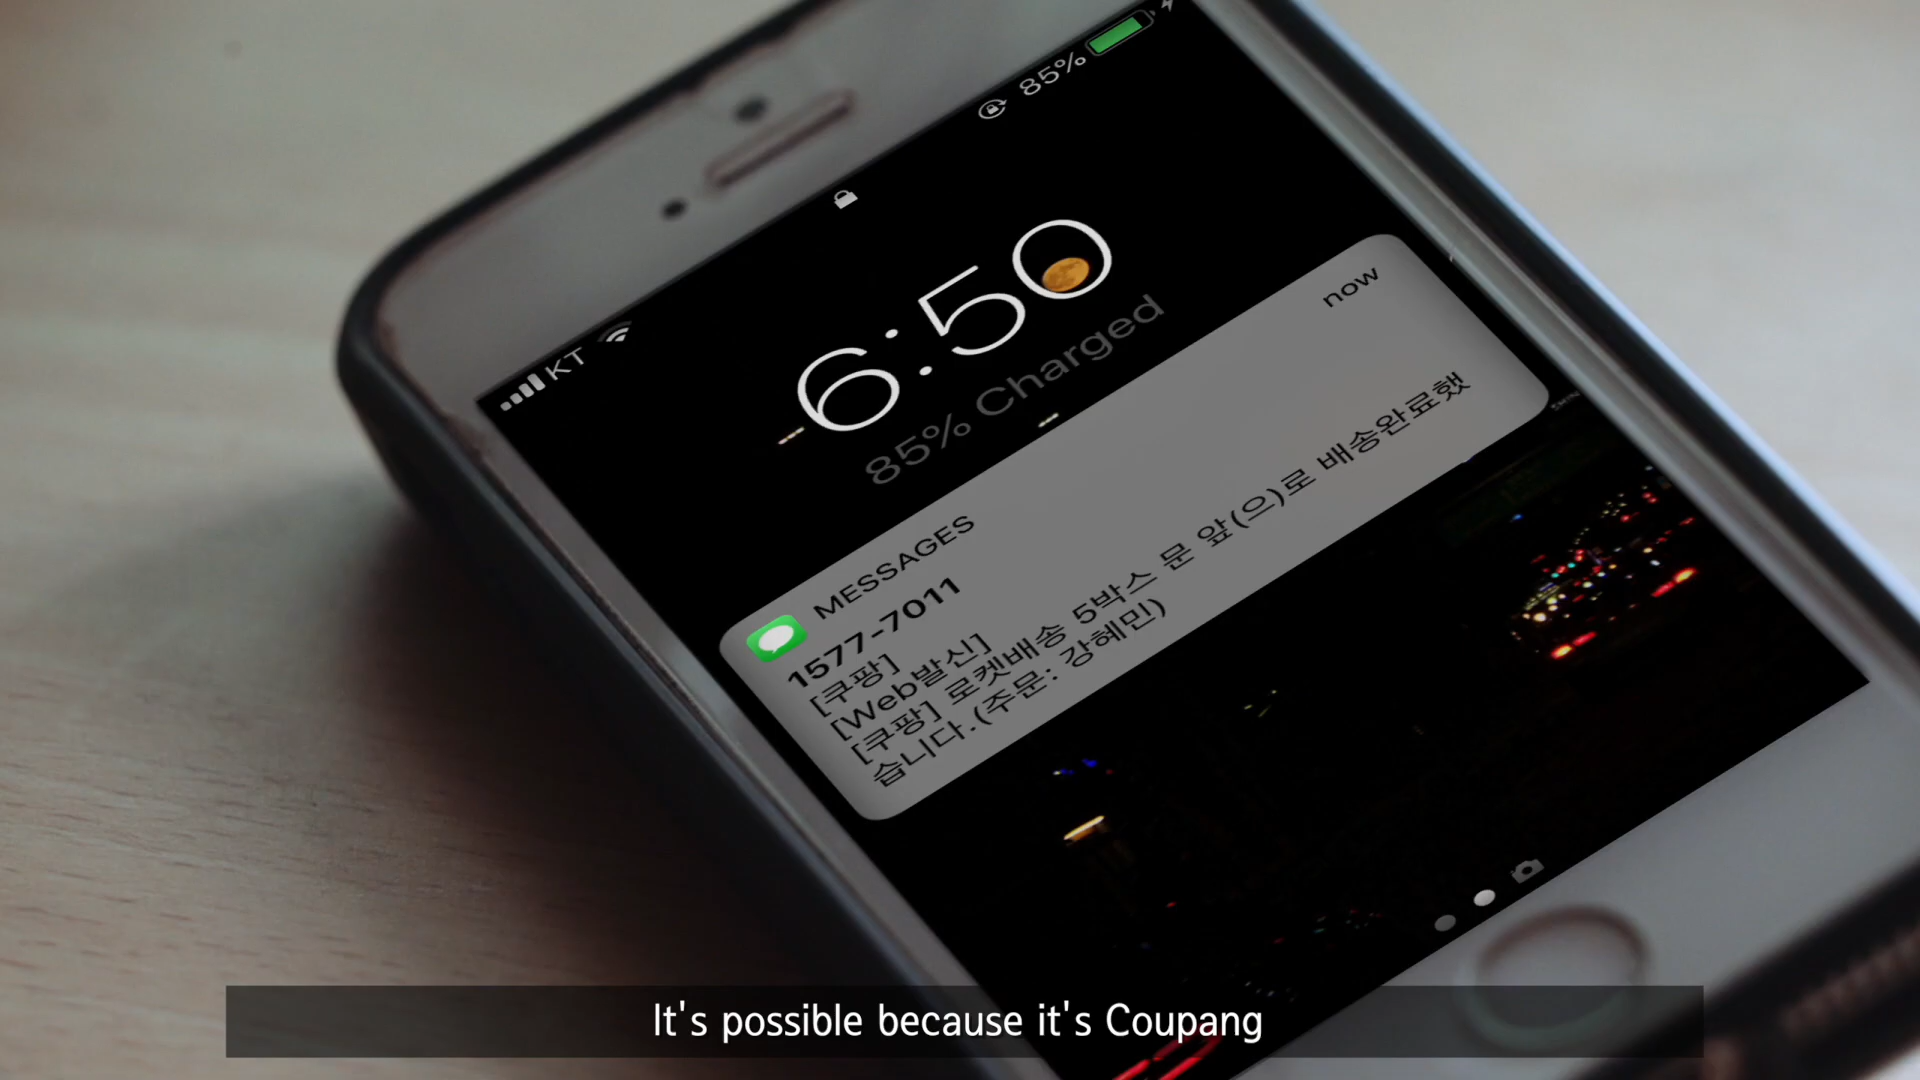 KT
85%
6:50
85% Charged
MESSAGES
now
1577-7011
[쿠팡]
[Web발신]
[쿠팡] 로켓배송 5박스 문 앞(으)로 배송완료했
습니다.(주문: 강혜민)
It's possible because it's Coupang